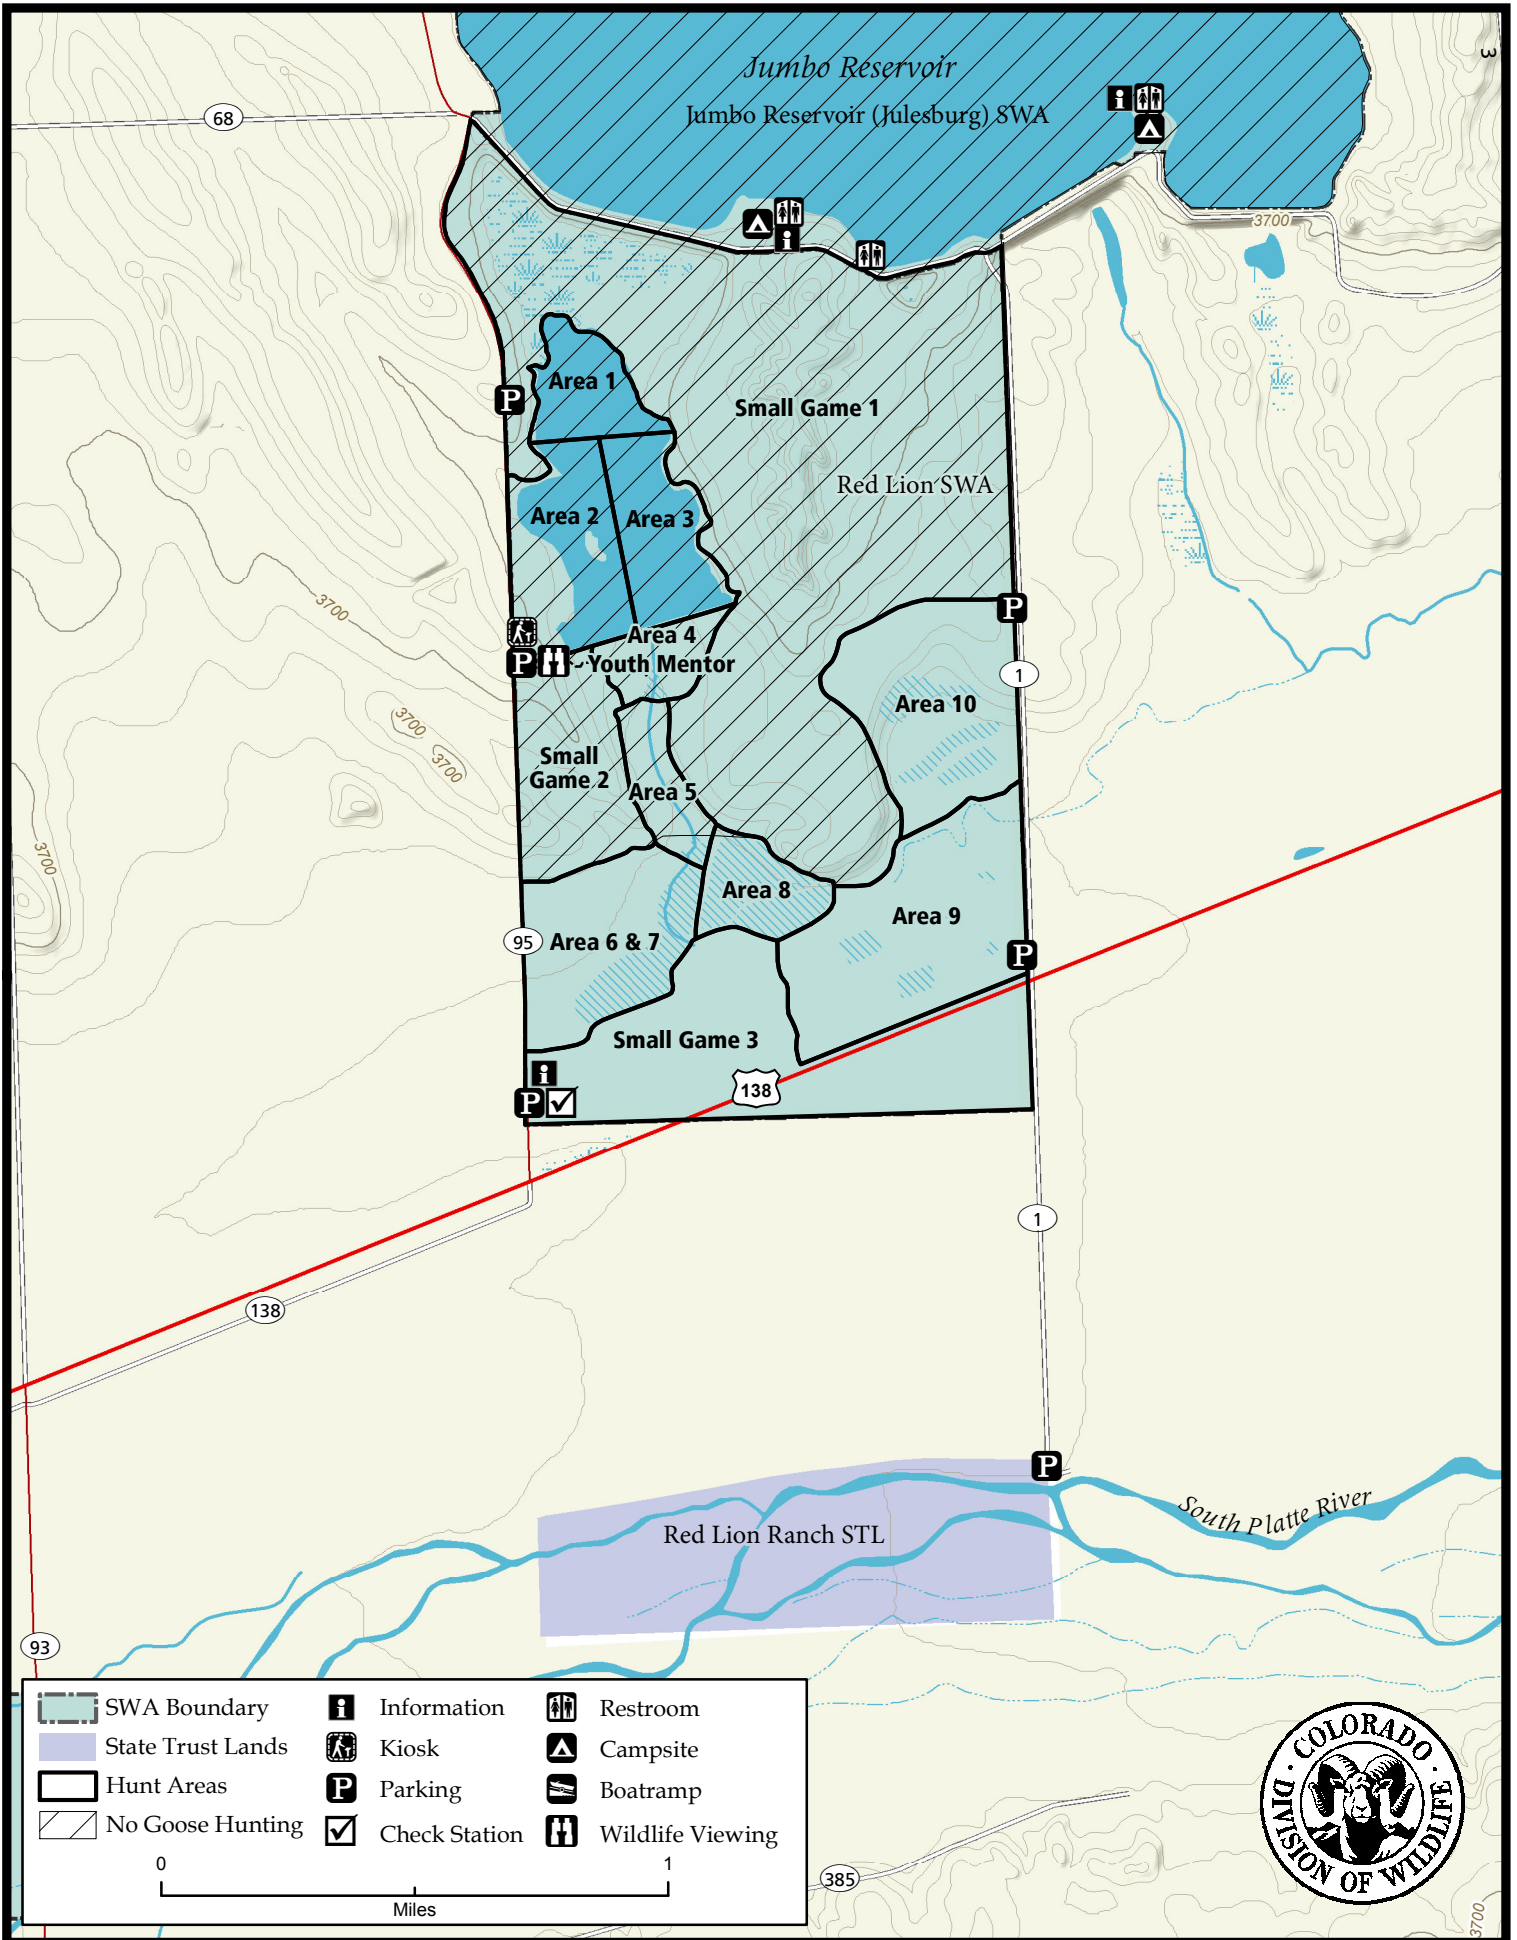 Jumbo Reservoir
Jumbo Reservoir (Julesburg) SWA
3
68
3700
Area 1
Small Game 1
Red Lion SWA
Area 2
Area 3
3700
Area 4
Youth Mentor
1
Area 10
3700
3700
Small
Game 2
Area 5
3700
Area 8
Area 9
95
Area 6 & 7
Small Game 3
138
1
138
South Platte River
Red Lion Ranch STL
93
SWA Boundary
State Trust Lands
Hunt Areas
No Goose Hunting
Information
Kiosk
P
Parking
Check Station
Restroom
Campsite
Boatramp
Wildlife Viewing
0
1
Miles
385
3700
COLORADO
DIVISION OF WILDLIFE
P
P
P
P
P
P